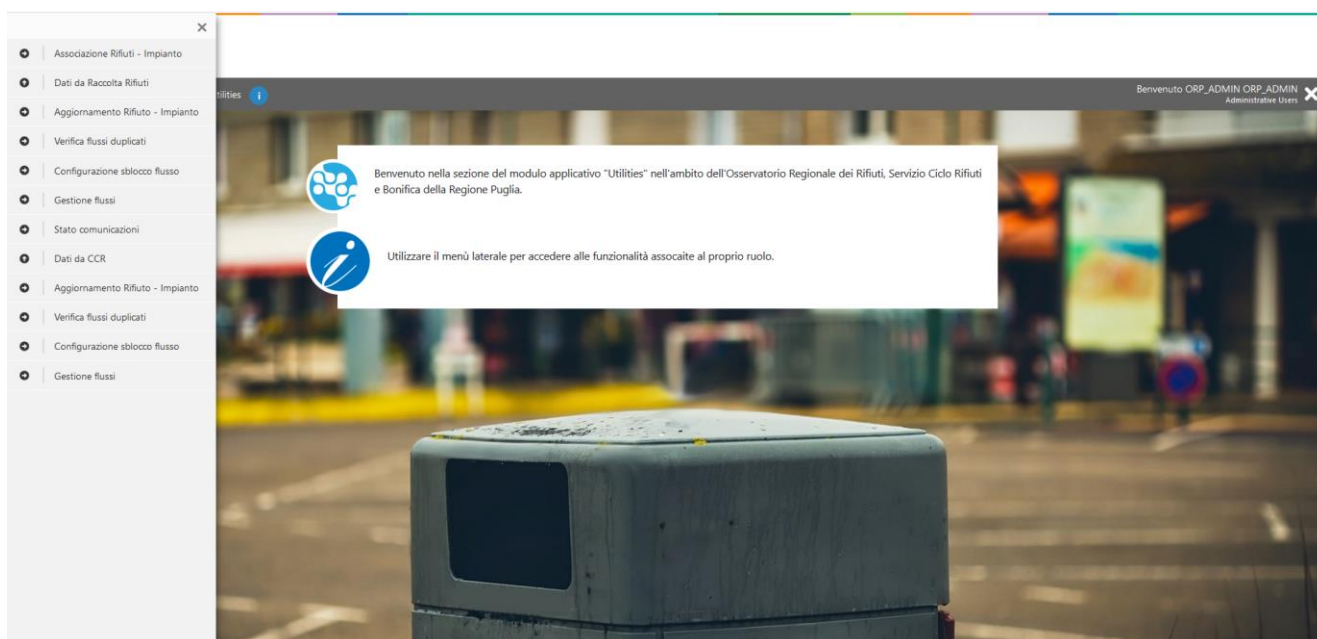 Associazione Rifiuti - Impianto
Dati da Raccolta Rifiuti
Aggiornamento Rifiuto - Impianto
Verifica flussi duplicati
Configurazione sblocco flusso
Gestione flussi
Stato comunicazioni
Dati da CCR
Aggiornamento Rifiuto - Impianto
Verifica flussi duplicati
Configurazione sblocco flusso
Gestione flussi
tilities
Benvenuto ORP_ADMIN ORP_ADMIN
Administrative Users
Benvenuto nella sezione del modulo applicativo "Utilities" nell'ambito dell'Osservatorio Regionale dei Rifiuti, Servizio Ciclo Rifiuti
e Bonifica della Regione Puglia.
Utilizzare il menù laterale per accedere alle funzionalità assocaite al proprio ruolo.